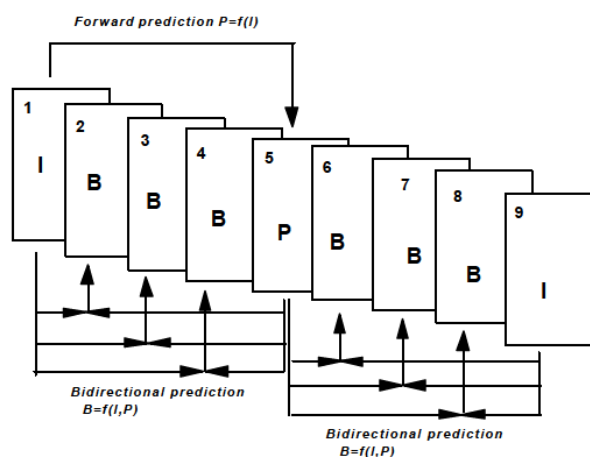 Forward prediction P=f(I)
1
I
2
B
3
B
4
B
5
P
6
B
7
B
8
B
9
I
Bidirectional prediction
B=f(I,P)
Bidirectional prediction
B=f(I,P)